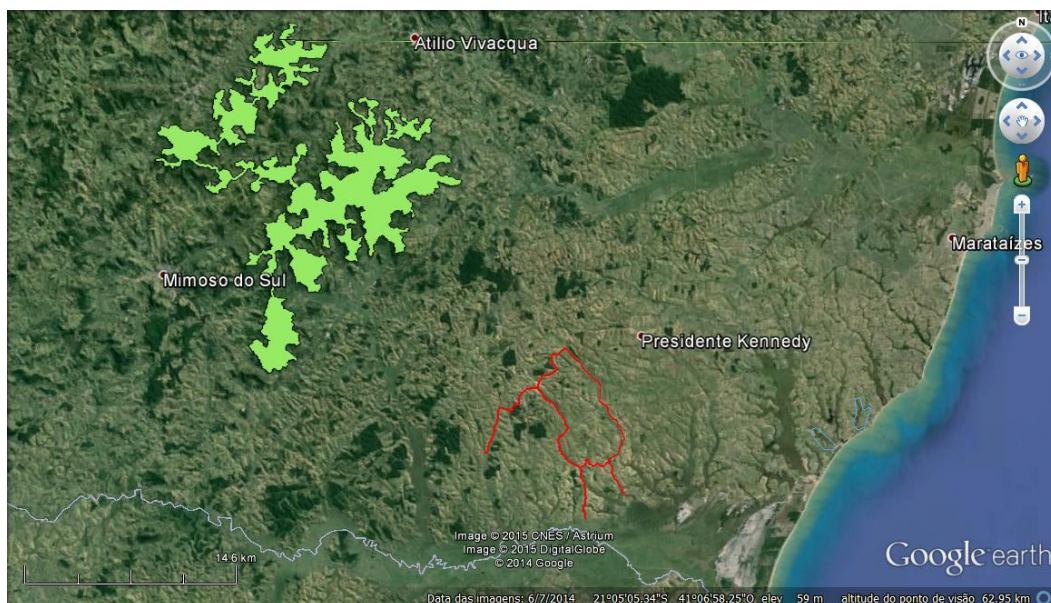 Ita
Atilio Vivacqua
N
Marataízes
Mimoso do Sul
Presidente Kennedy
Image © 2015 CNES / Astrium
Image © 2015 DigitalGlobe
© 2014 Google
14.6 km
Google earth
Data das imagens: 6/7/2014 21°05'05.34"S 41°06'58.25"O elev 59 m altitude do ponto de visão 62.95 km